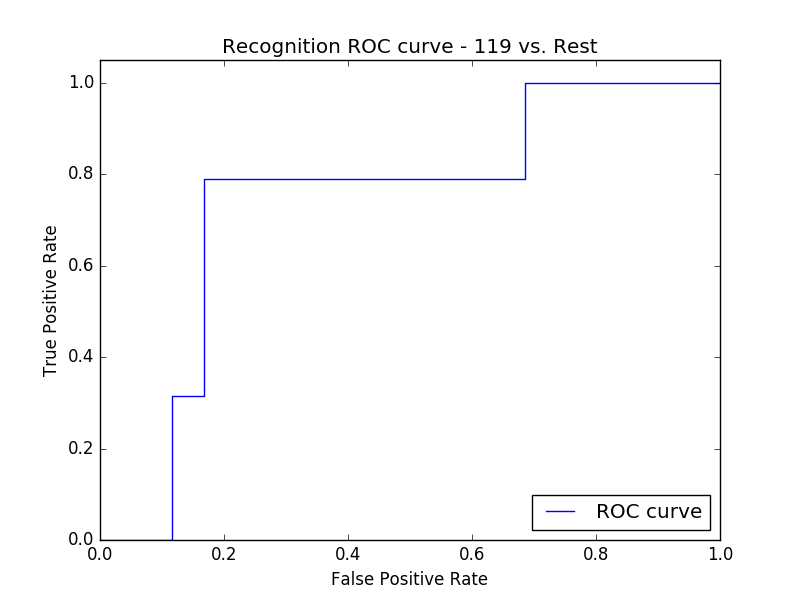 Recognition ROC curve - 119 vs. Rest
1.0
0.8
0.6
0.4
0.2
0.0
True Positive Rate
0.0 0.2 0.4 0.6 0.8 1.0
False Positive Rate
ROC curve